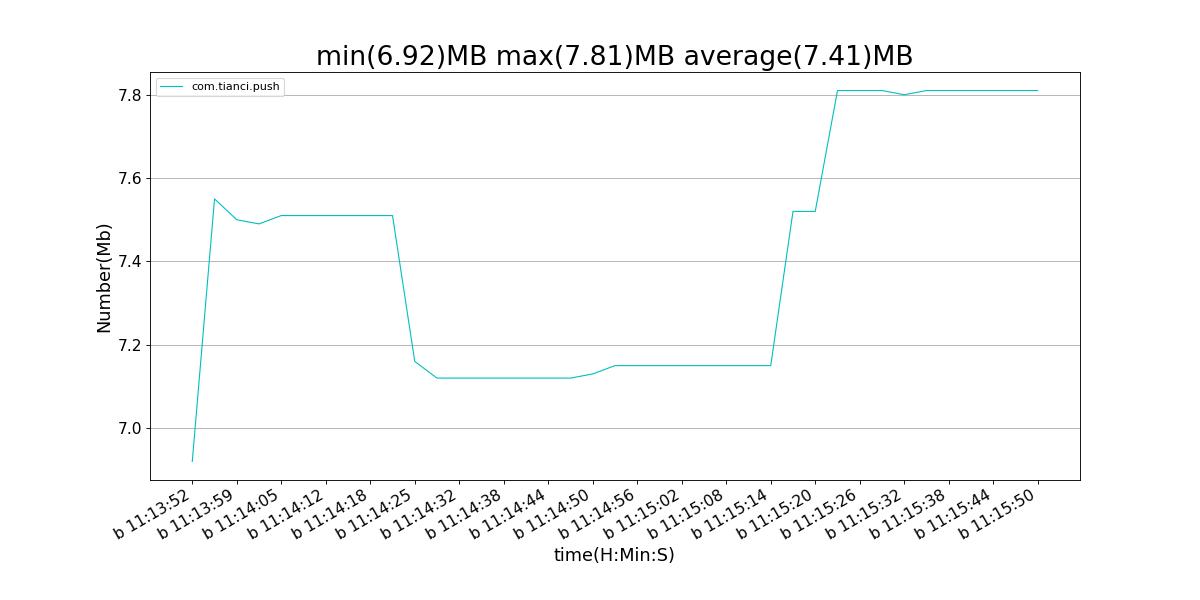 min(6.92)MB max(7.81)MB average(7.41)MB
com.tianci.push
7.8
7.6
7.4
7.2
7.0
Number(Mb)
b 11:13:52
b 11:13:59
b 11:14:05
b 11:14:12
b 11:14:18
b 11:14:25
b 11:14:32
b 11:14:38
b 11:14:44
b 11:14:50
b 11:14:56
b 11:15:02
b 11:15:08
b 11:15:14
b 11:15:20
b 11:15:26
b 11:15:32
b 11:15:38
b 11:15:44
b 11:15:50
time(H:Min:S)